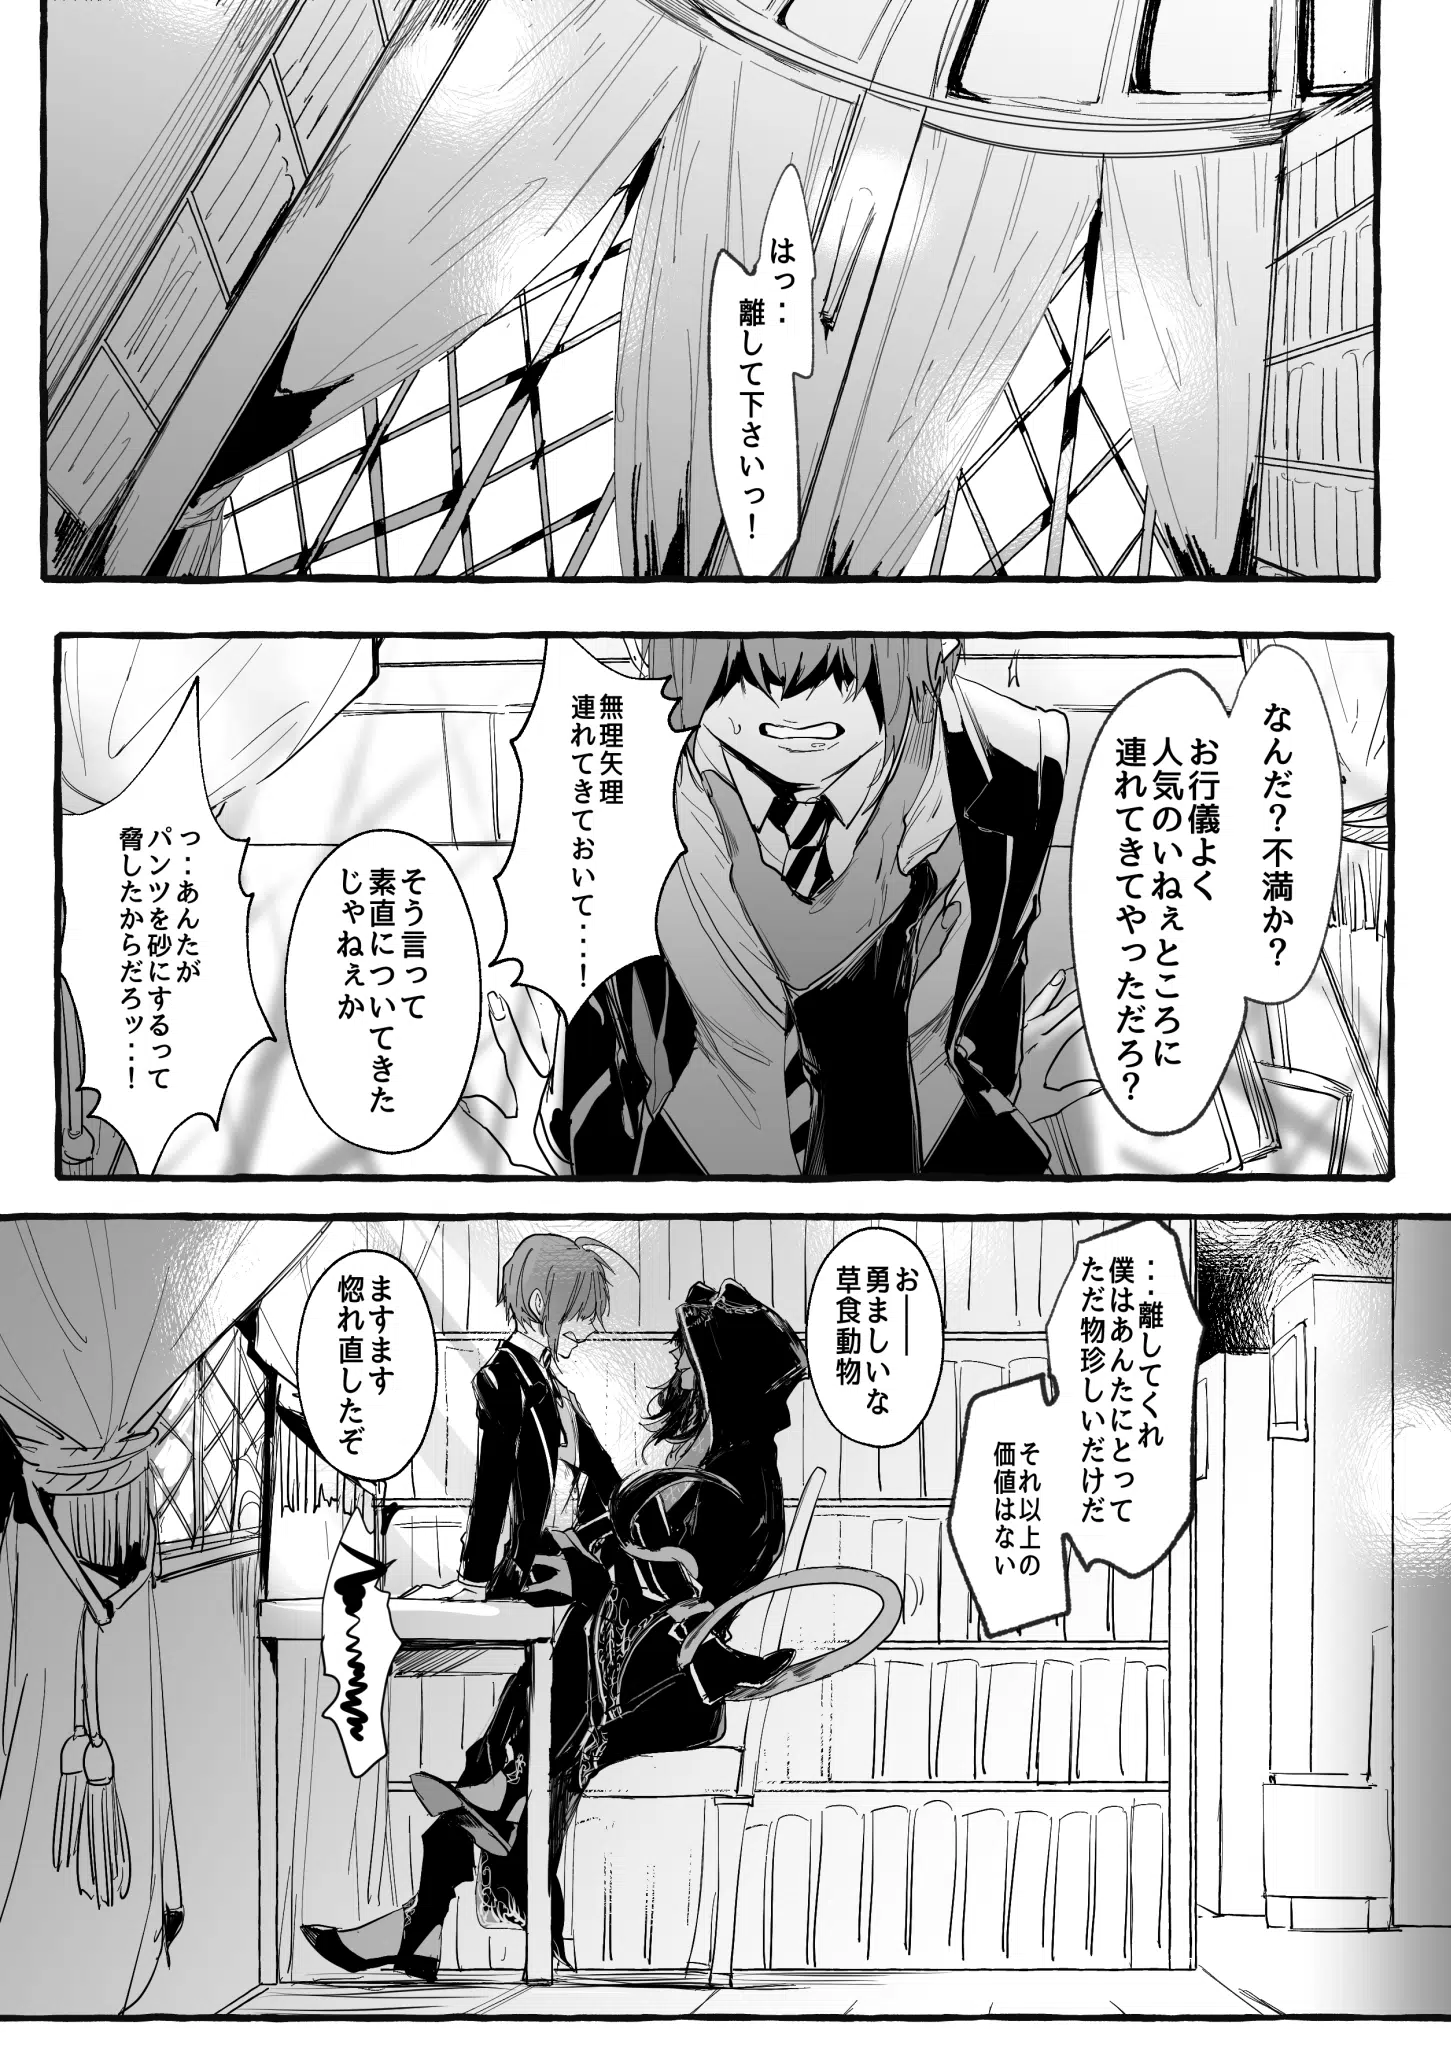 はっ‥
離して下さいっ！
なんだ？不満か？
お行儀よく
人気のいねぇところに
連れてきてやっただろ？
無理矢理
連れてきておいて‥‥！
そう言って
素直についてきた
じゃねぇか
っ‥あんたが
パンツを砂にするって
脅したからだろッ‥‥！
‥‥離してくれ
僕はあんたにとって
ただ物珍しいだけだ
それ以上の
価値はない
お――
勇ましいな
草食動物
ますます
惚れ直したぞ